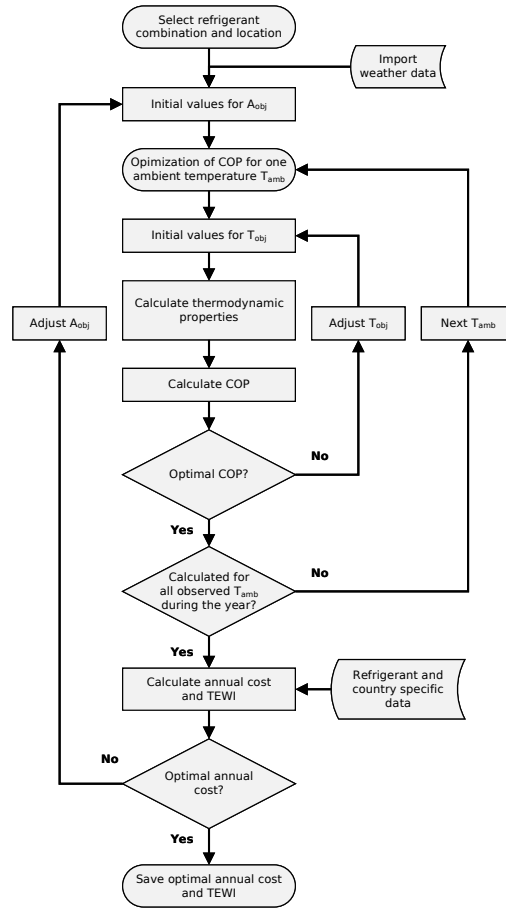 Select refrigerant
combination and location
Import
weather data
Initial values for Aobj
Opimization of COP for one
ambient temperature Tamb
Initial values for Tobj
Calculate thermodynamic
properties
Adjust Aobj
Adjust Tobj
Next Tamb
Calculate COP
Optimal COP?
No
Yes
Calculated for
all observed Tamb
during the year?
No
Yes
Calculate annual cost
and TEWI
Refrigerant and
country specific
data
No
Optimal annual
cost?
Yes
Save optimal annual cost
and TEWI